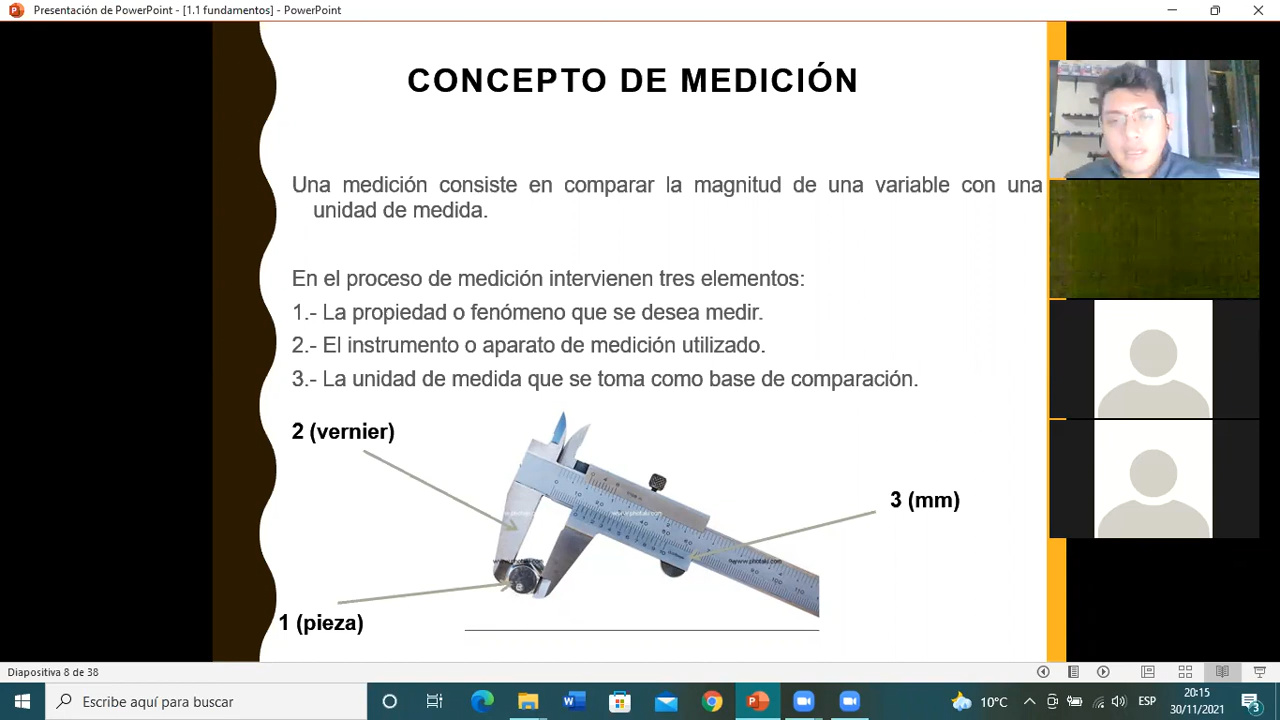 Presentación de PowerPoint - [1.1 fundamentos] - PowerPoint
CONCEPTO DE MEDICIÓN
Una medición consiste en comparar la magnitud de una variable con una
unidad de medida.
En el proceso de medición intervienen tres elementos:
1.- La propiedad o fenómeno que se desea medir.
2.- El instrumento o aparato de medición utilizado.
3.- La unidad de medida que se toma como base de comparación.
2 (vernier)
3 (mm)
1 (pieza)
Diapositiva 8 de 38
Escribe aquí para buscar
10°C
ESP
20:15
30/11/2021
3